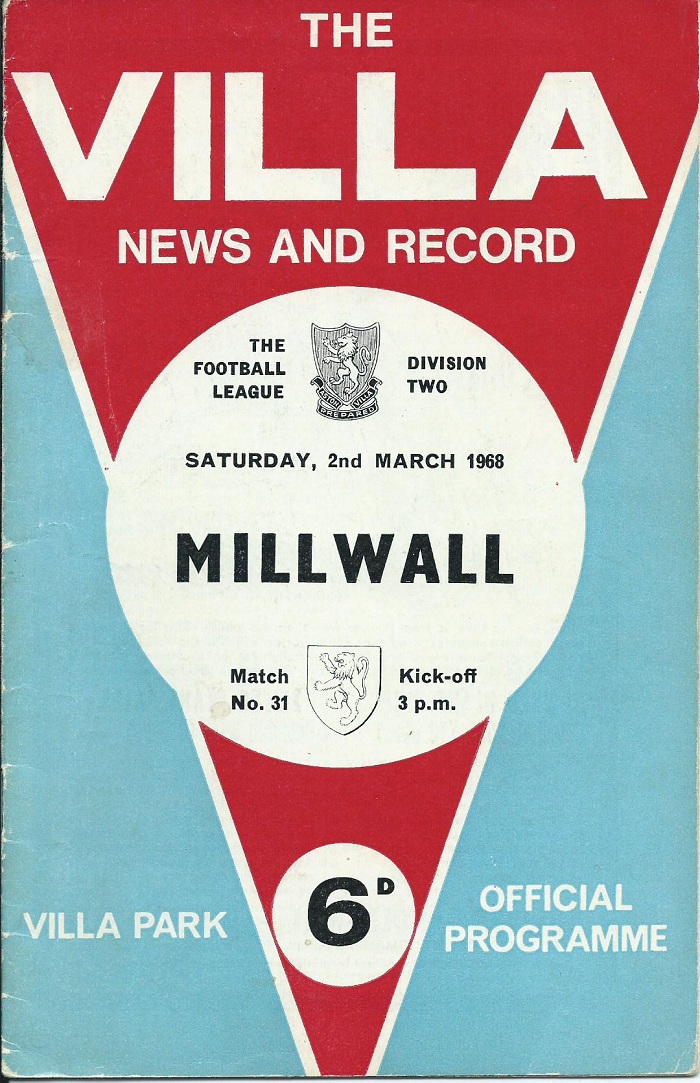 THE
VILLA
NEWS AND RECORD
THE
FOOTBALL
LEAGUE
DIVISION
TWO
ASTON VILLA
PREPARED
SATURDAY, 2nd MARCH 1968
MILLWALL
Match
No. 31
Kick-off
3 p.m.
6D
VILLA PARK
OFFICIAL
PROGRAMME